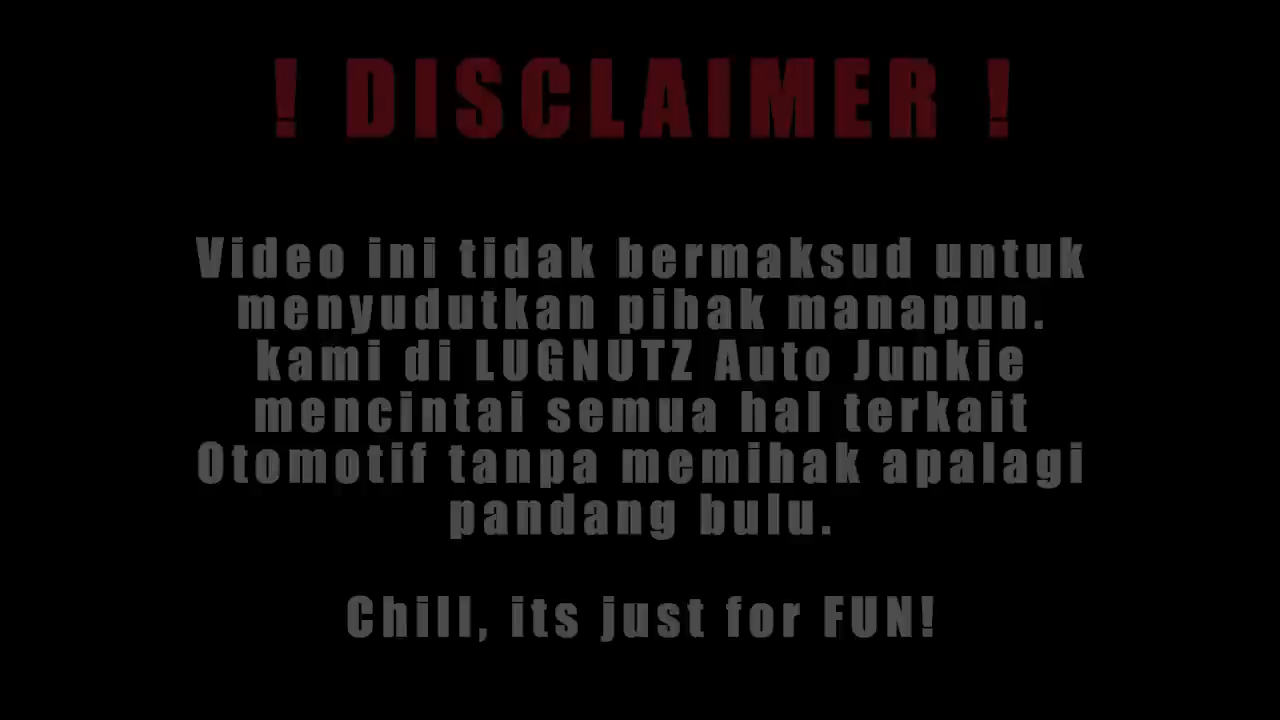 ! DISCLAIMER !
Video ini tidak bermaksud untuk
menyudutkan pihak manapun.
kami di LUGNUTZ Auto Junkie
mencintai semua hal terkait
Otomotif tanpa memihak apalagi
pandang bulu.
Chill, its just for FUN!